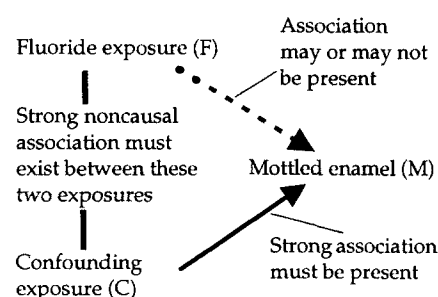 Fluoride exposure (F)
Association
may or may not
be present
Strong noncausal
association must
exist between these
two exposures
Mottled enamel (M)
Confounding
exposure (C)
Strong association
must be present